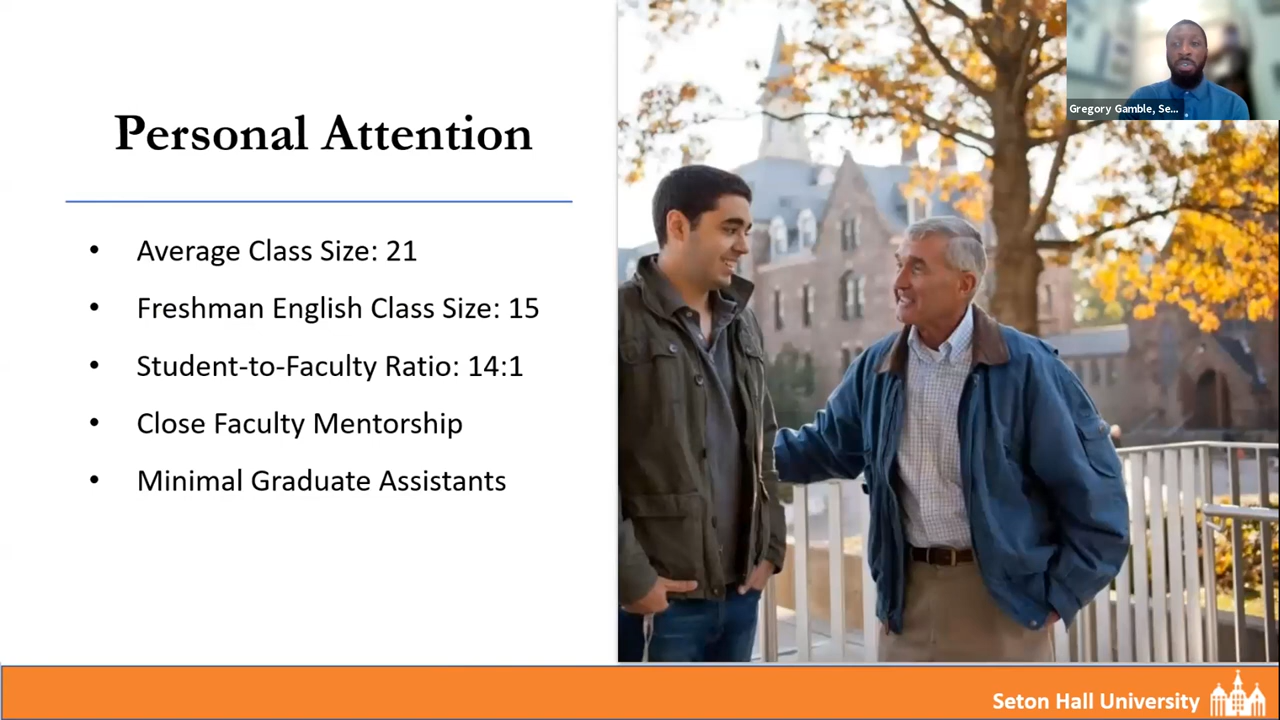 Gregory Gamble, Se...
Personal Attention
• Average Class Size: 21
• Freshman English Class Size: 15
• Student-to-Faculty Ratio: 14:1
• Close Faculty Mentorship
• Minimal Graduate Assistants
Seton Hall University